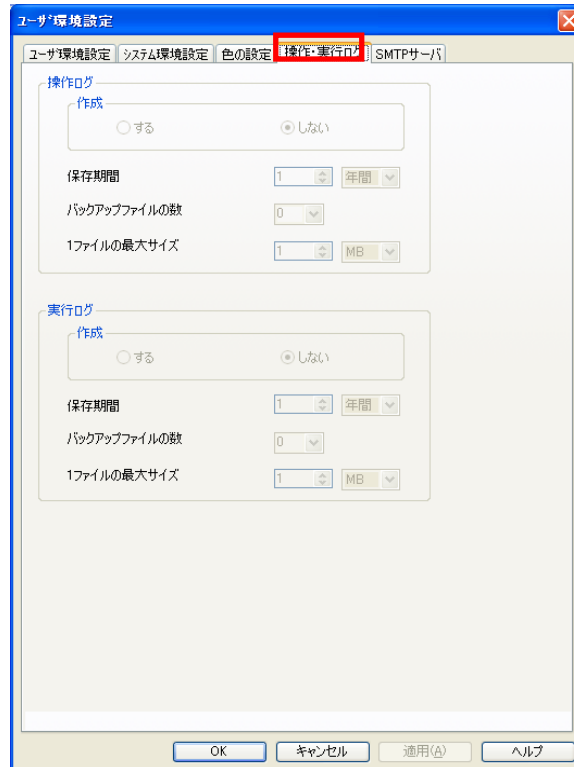 ユーザ環境設定
ユーザ環境設定 システム環境設定 色の設定 操作・実行ログ SMTPサーバ
操作ログ
作成
する しない
保存期間 1 年間
バックアップファイルの数 0
1ファイルの最大サイズ 1 MB
実行ログ
作成
する しない
保存期間 1 年間
バックアップファイルの数 0
1ファイルの最大サイズ 1 MB
OK キャンセル 適用(A) ヘルプ